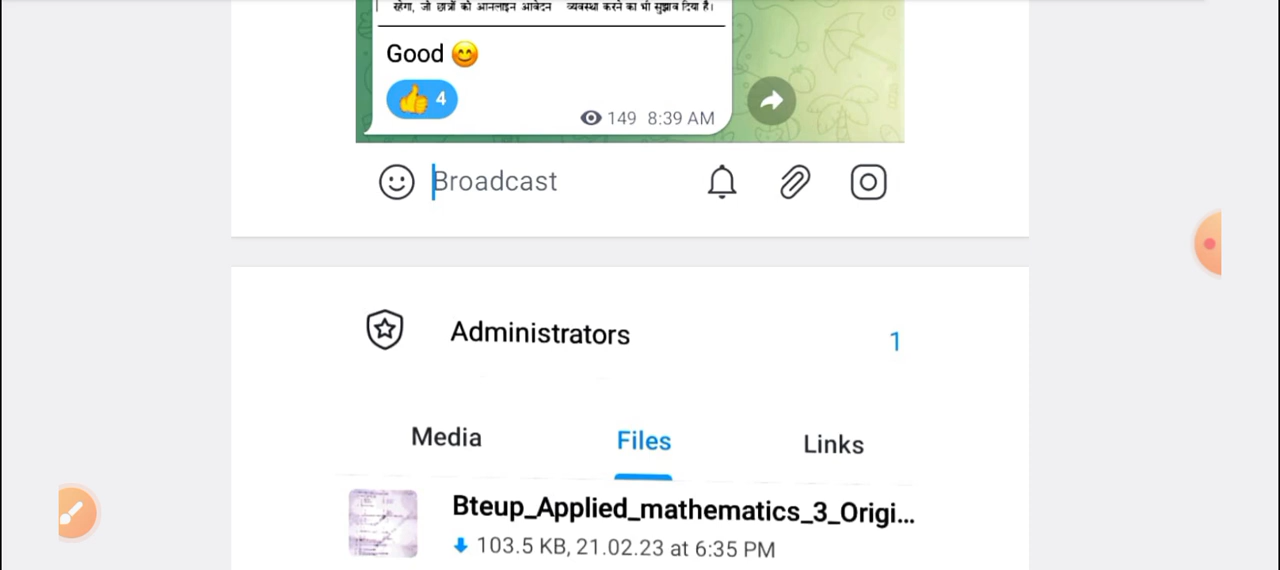 रहेगा, जो छात्रों को ऑनलाइन आवेदन व्यवस्था करने का भी सुझाव दिया है।
Good 😊
👍 4
149 8:39 AM
Broadcast
Administrators 1
Media Files Links
Bteup_Applied_mathematics_3_Origi...
103.5 KB, 21.02.23 at 6:35 PM